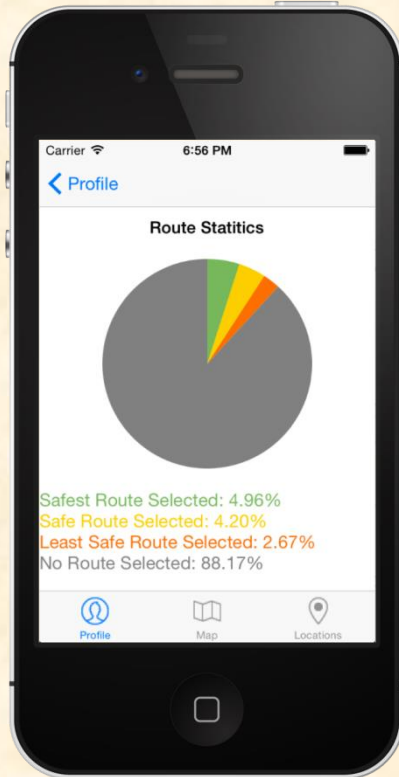 Carrier 6:56 PM
Profile
Route Statitics
Safest Route Selected: 4.96%
Safe Route Selected: 4.20%
Least Safe Route Selected: 2.67%
No Route Selected: 88.17%
Profile Map Locations